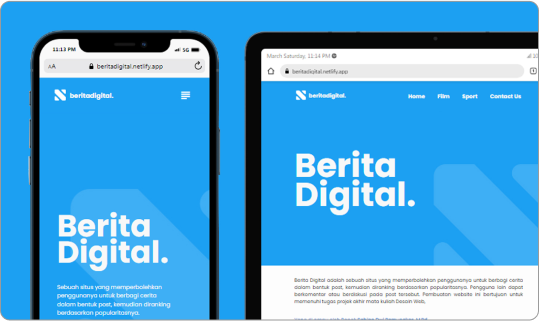 11:13 PM
5G
AA
beritadigital.netlify.app
beritadigital.
Berita
Digital.
Sebuah situs yang memperbolehkan
penggunanya untuk berbagi cerita
dalam bentuk post, kemudian diranking
berdasarkan popularitasnya.
March Saturday, 11:14 PM
beritadigital.netlify.app
beritadigital.
Home Film Sport Contact Us
Berita
Digital.
Berita Digital adalah sebuah situs yang memperbolehkan penggunanya untuk berbagi cerita
dalam bentuk post, kemudian diranking berdasarkan popularitasnya. Pengguna lain dapat
berkomentar atau berdiskusi pada post tersebut. Pembuatan website ini bertujuan untuk
memenuhi tugas projek akhir mata kuliah Desain Web.